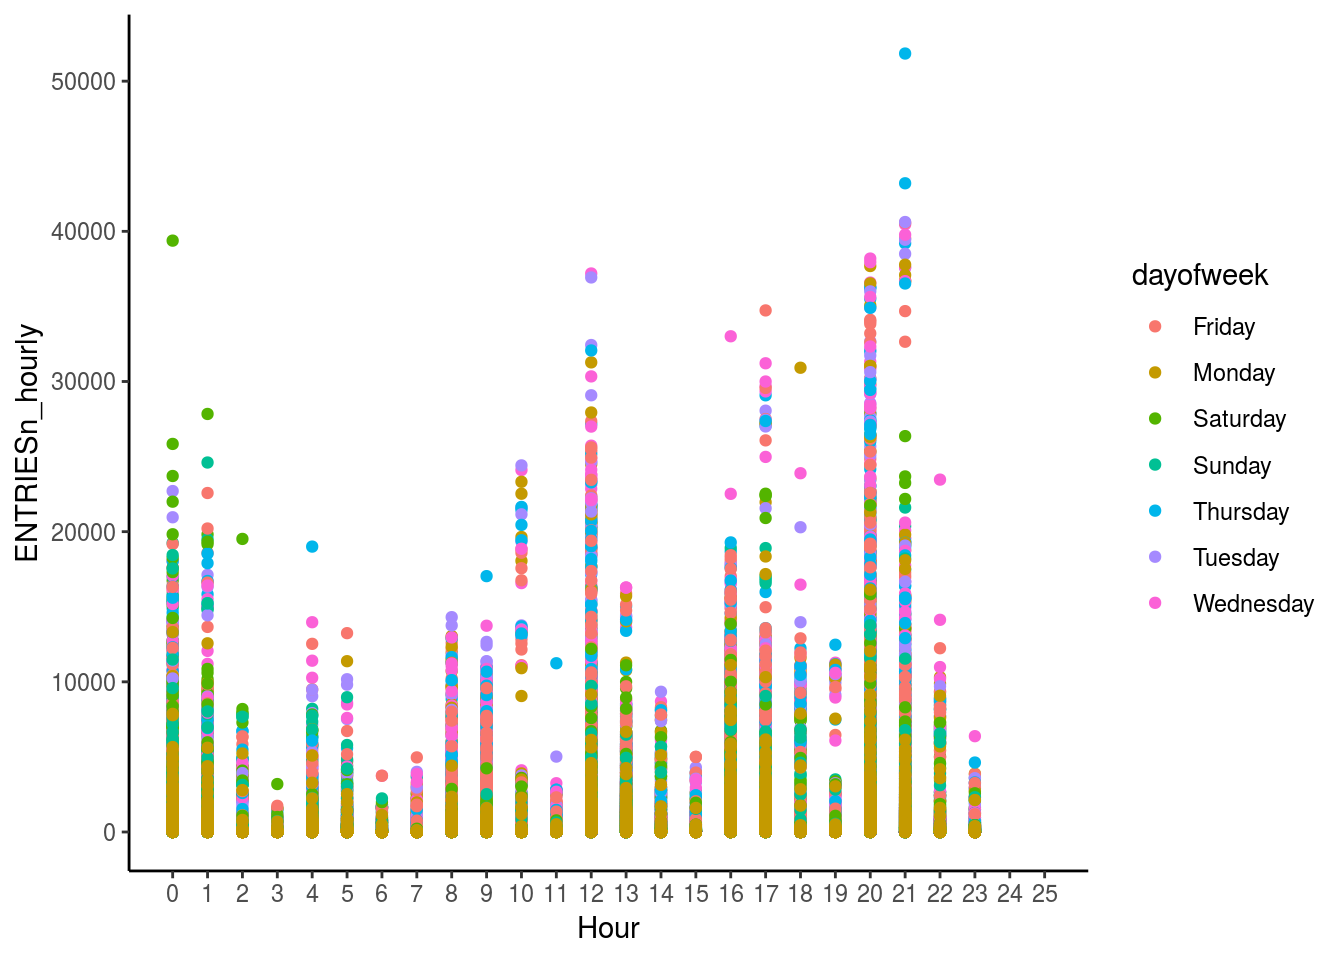 50000
40000
30000
20000
10000
0
ENTRIESn_hourly
0 1 2 3 4 5 6 7 8 9 10 11 12 13 14 15 16 17 18 19 20 21 22 23 24 25
Hour
dayofweek
Friday
Monday
Saturday
Sunday
Thursday
Tuesday
Wednesday